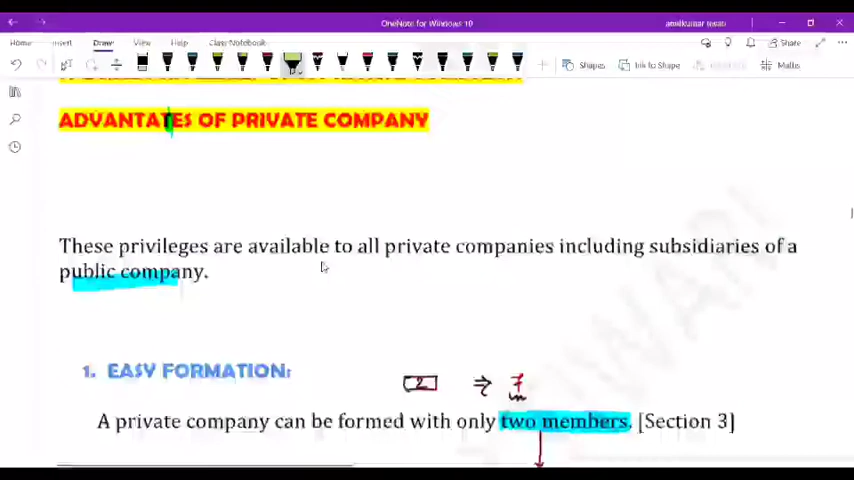 OneNote for Windows 10
Home Insert Draw View Help Class Notebook Share
Shapes Ink to Shape Maths
ADVANTATES OF PRIVATE COMPANY
These privileges are available to all private companies including subsidiaries of a
public company.
1. EASY FORMATION:
2 ⇒ 7
A private company can be formed with only two members. [Section 3]